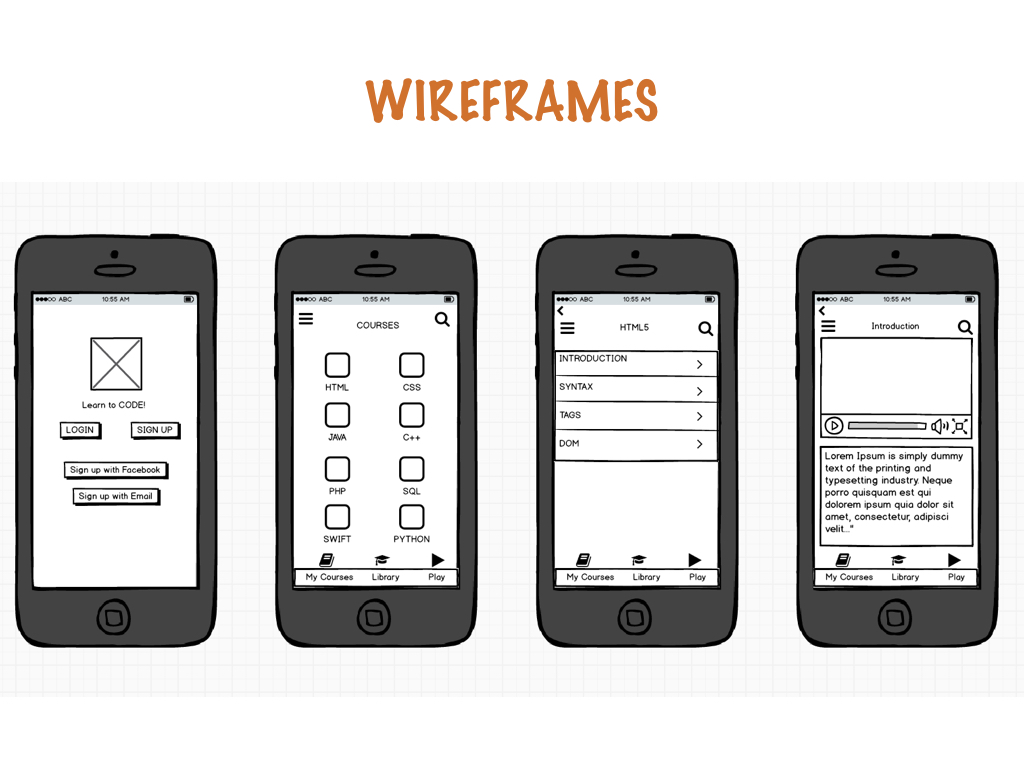 WIREFRAMES
ABC 10:55 AM
Learn to CODE!
LOGIN SIGN UP
Sign up with Facebook
Sign up with Email
ABC 10:55 AM
COURSES
HTML CSS
JAVA C++
PHP SQL
SWIFT PYTHON
My Courses Library Play
ABC 10:55 AM
HTML5
INTRODUCTION
SYNTAX
TAGS
DOM
My Courses Library Play
ABC 10:55 AM
Introduction
Lorem Ipsum is simply dummy
text of the printing and
typesetting industry. Neque
porro quisquam est qui
dolorem ipsum quia dolor sit
amet, consectetur, adipisci
velit..."
My Courses Library Play